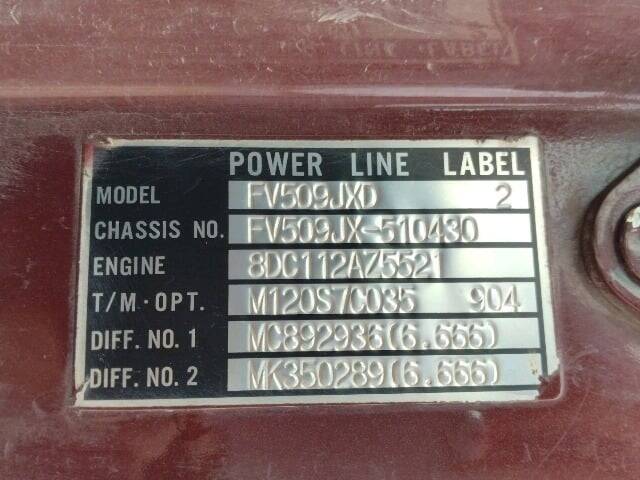 POWER LINE LABEL
MODEL FV509JXD 2
CHASSIS NO. FV509JX-510430
ENGINE 8DC112AZ5521
T/M·OPT. M120S7C035 904
DIFF. NO. 1 MC892936(6.666)
DIFF. NO. 2 MK350289(6.666)